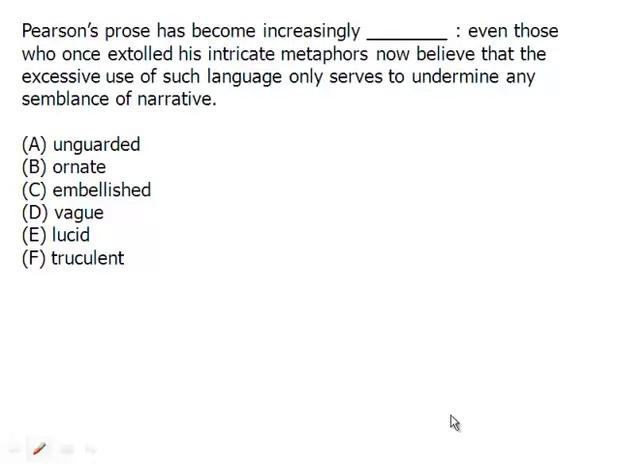 Pearson's prose has become increasingly ________ : even those
who once extolled his intricate metaphors now believe that the
excessive use of such language only serves to undermine any
semblance of narrative.
(A) unguarded
(B) ornate
(C) embellished
(D) vague
(E) lucid
(F) truculent